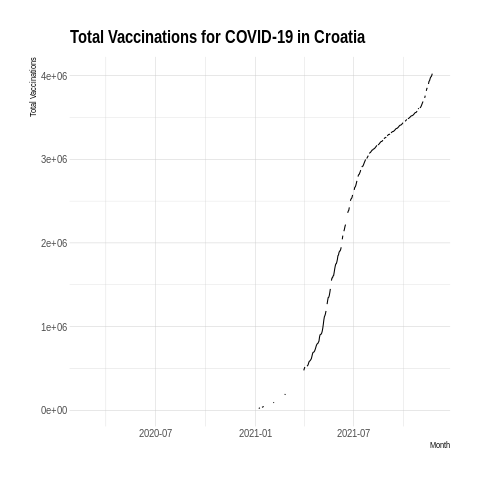 Total Vaccinations for COVID-19 in Croatia
Total Vaccinations
4e+06
3e+06
2e+06
1e+06
0e+00
2020-07 2021-01 2021-07
Month